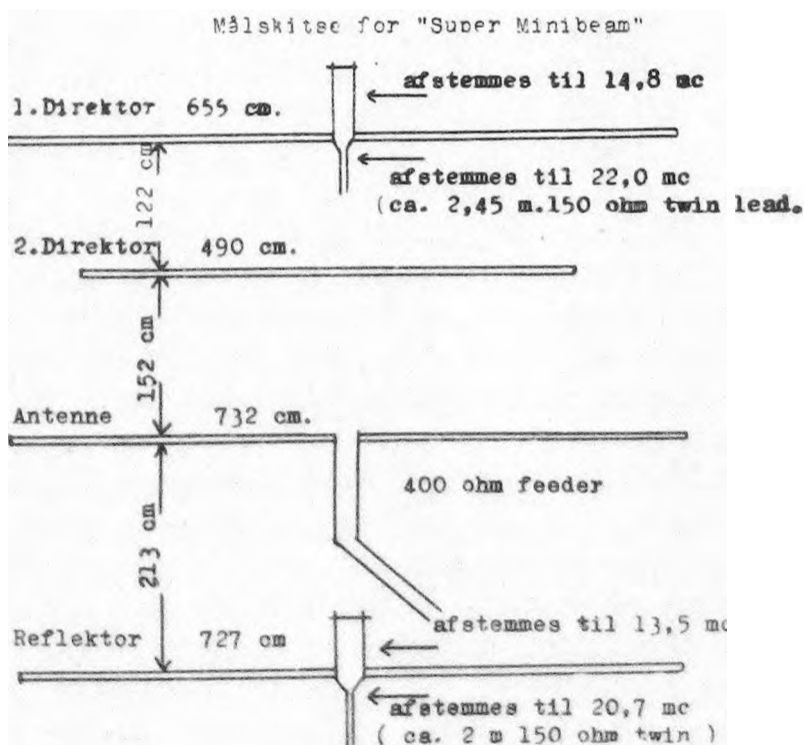 Målskitse for "Super Minibeam"
afstemmes til 14,8 mc
1.Direktor 655 cm.
afstemmes til 22,0 mc
(ca. 2,45 m.150 ohm twin lead.
122 cm
2.Direktor 490 cm.
152 cm
Antenne 732 cm.
400 ohm feeder
213 cm
afstemmes til 13,5 mc
Reflektor 727 cm
afstemmes til 20,7 mc
( ca. 2 m 150 ohm twin )